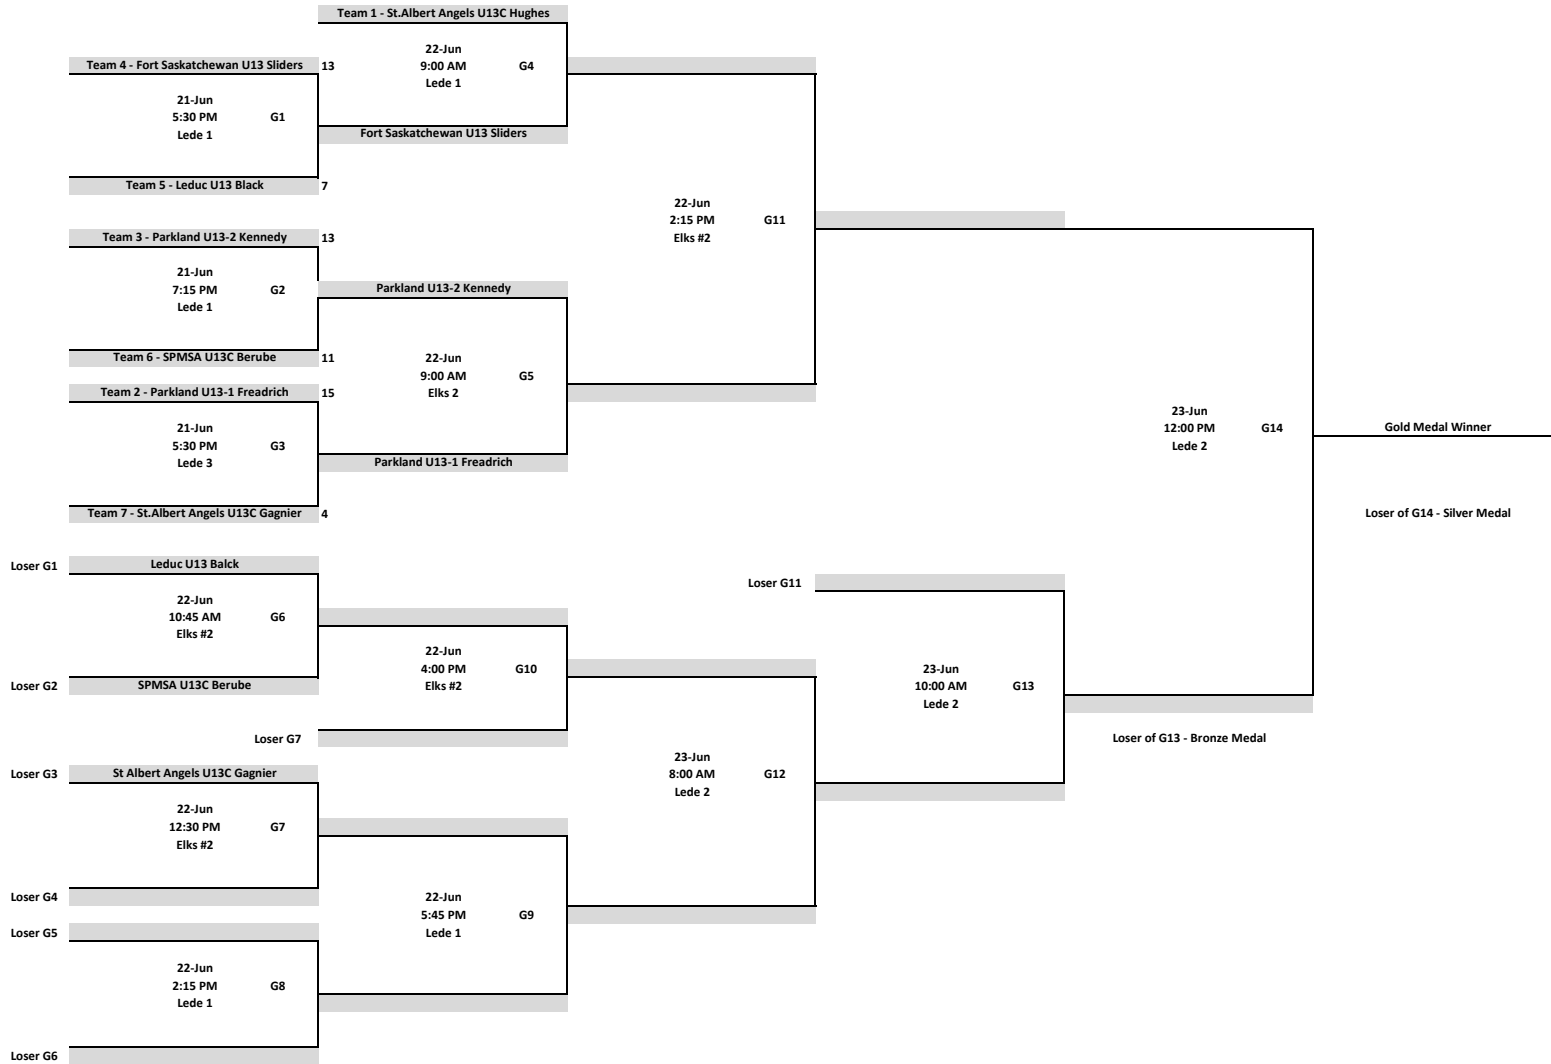 Team 1 - St.Albert Angels U13C Hughes
22-Jun
9:00 AM G4
Lede 1
Team 4 - Fort Saskatchewan U13 Sliders 13
21-Jun
5:30 PM G1
Lede 1
Fort Saskatchewan U13 Sliders
Team 5 - Leduc U13 Black 7
22-Jun
2:15 PM G11
Elks #2
Team 3 - Parkland U13-2 Kennedy 13
21-Jun
7:15 PM G2
Lede 1
Parkland U13-2 Kennedy
Team 6 - SPMSA U13C Berube 11
22-Jun
9:00 AM G5
Elks 2
Team 2 - Parkland U13-1 Freadrich 15
21-Jun
5:30 PM G3
Lede 3
Parkland U13-1 Freadrich
Team 7 - St.Albert Angels U13C Gagnier 4
23-Jun
12:00 PM G14
Lede 2
Gold Medal Winner
Loser of G14 - Silver Medal
Loser G1 Leduc U13 Balck
22-Jun
10:45 AM G6
Elks #2
Loser G2 SPMSA U13C Berube
22-Jun
4:00 PM G10
Elks #2
Loser G7
Loser G11
23-Jun
10:00 AM G13
Lede 2
Loser of G13 - Bronze Medal
Loser G3 St Albert Angels U13C Gagnier
22-Jun
12:30 PM G7
Elks #2
Loser G4
23-Jun
8:00 AM G12
Lede 2
22-Jun
5:45 PM G9
Lede 1
Loser G5
22-Jun
2:15 PM G8
Lede 1
Loser G6